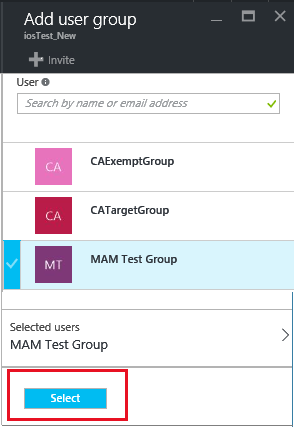 Add user group
iosTest_New
Invite
User
Search by name or email address
CA
CAExemptGroup
CA
CATargetGroup
MT
MAM Test Group
Selected users
MAM Test Group
Select